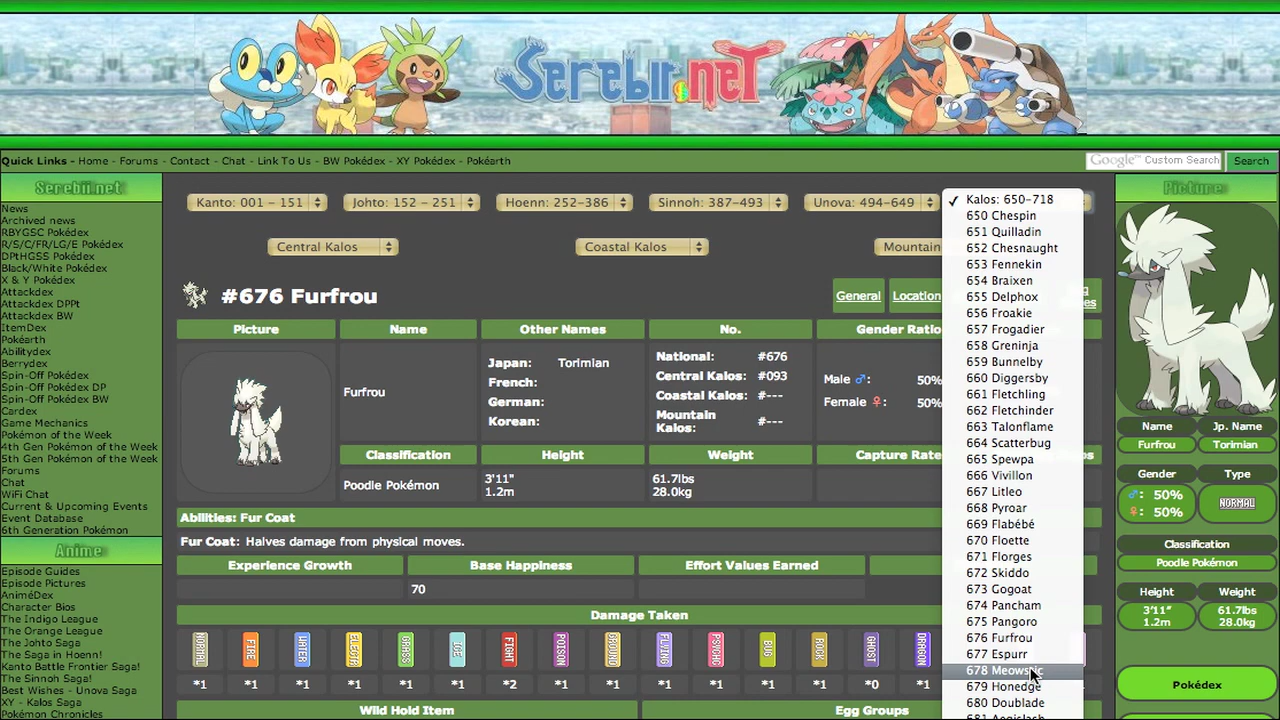 Serebii.net
Quick Links - Home - Forums - Contact - Chat - Link To Us - BW Pokédex - XY Pokédex - Pokéarth
Google™ Custom Search
Search
Serebii.net
News
Archived news
RBYGSC Pokédex
R/S/C/FR/LG/E Pokédex
DPtHGSS Pokédex
Black/White Pokédex
X & Y Pokédex
Attackdex
Attackdex DPPt
Attackdex BW
ItemDex
Pokéarth
Abilitydex
Berrydex
Spin-Off Pokédex
Spin-Off Pokédex DP
Spin-Off Pokédex BW
Cardex
Game Mechanics
Pokémon of the Week
4th Gen Pokémon of the Week
5th Gen Pokémon of the Week
Forums
Chat
WiFi Chat
Current & Upcoming Events
Event Database
6th Generation Pokémon
Anime
Episode Guides
Episode Pictures
AniméDex
Character Bios
The Indigo League
The Orange League
The Johto Saga
The Saga in Hoenn!
Kanto Battle Frontier Saga!
The Sinnoh Saga!
Best Wishes - Unova Saga
XY - Kalos Saga
Pokémon Chronicles
Kanto: 001 – 151
Johto: 152 – 251
Hoenn: 252-386
Sinnoh: 387-493
Unova: 494-649
Central Kalos
Coastal Kalos
Mountain
#676 Furfrou
General
Location
Picture
Name
Other Names
No.
Gender Ratio
Furfrou
Japan: Torimian
French:
German:
Korean:
National: #676
Central Kalos: #093
Coastal Kalos: #---
Mountain Kalos: #---
Male ♂: 50%
Female ♀: 50%
Classification
Height
Weight
Capture Rate
Poodle Pokémon
3'11"
1.2m
61.7lbs
28.0kg
Abilities: Fur Coat
Fur Coat: Halves damage from physical moves.
Experience Growth
Base Happiness
Effort Values Earned
70
Damage Taken
NORMAL FIRE WATER ELECTR GRASS ICE FIGHT POISON GROUND FLYING PSYCHC BUG ROCK GHOST DRAGON
*1 *1 *1 *1 *1 *1 *2 *1 *1 *1 *1 *1 *1 *0 *1
Wild Hold Item
Egg Groups
✓ Kalos: 650-718
650 Chespin
651 Quilladin
652 Chesnaught
653 Fennekin
654 Braixen
655 Delphox
656 Froakie
657 Frogadier
658 Greninja
659 Bunnelby
660 Diggersby
661 Fletchling
662 Fletchinder
663 Talonflame
664 Scatterbug
665 Spewpa
666 Vivillon
667 Litleo
668 Pyroar
669 Flabébé
670 Floette
671 Florges
672 Skiddo
673 Gogoat
674 Pancham
675 Pangoro
676 Furfrou
677 Espurr
678 Meowstic
679 Honedge
680 Doublade
681 Aegislash
Picture
Name
Jp. Name
Furfrou
Torimian
Gender
Type
♂: 50%
♀: 50%
NORMAL
Classification
Poodle Pokémon
Height
Weight
3'11"
1.2m
61.7lbs
28.0kg
Pokédex